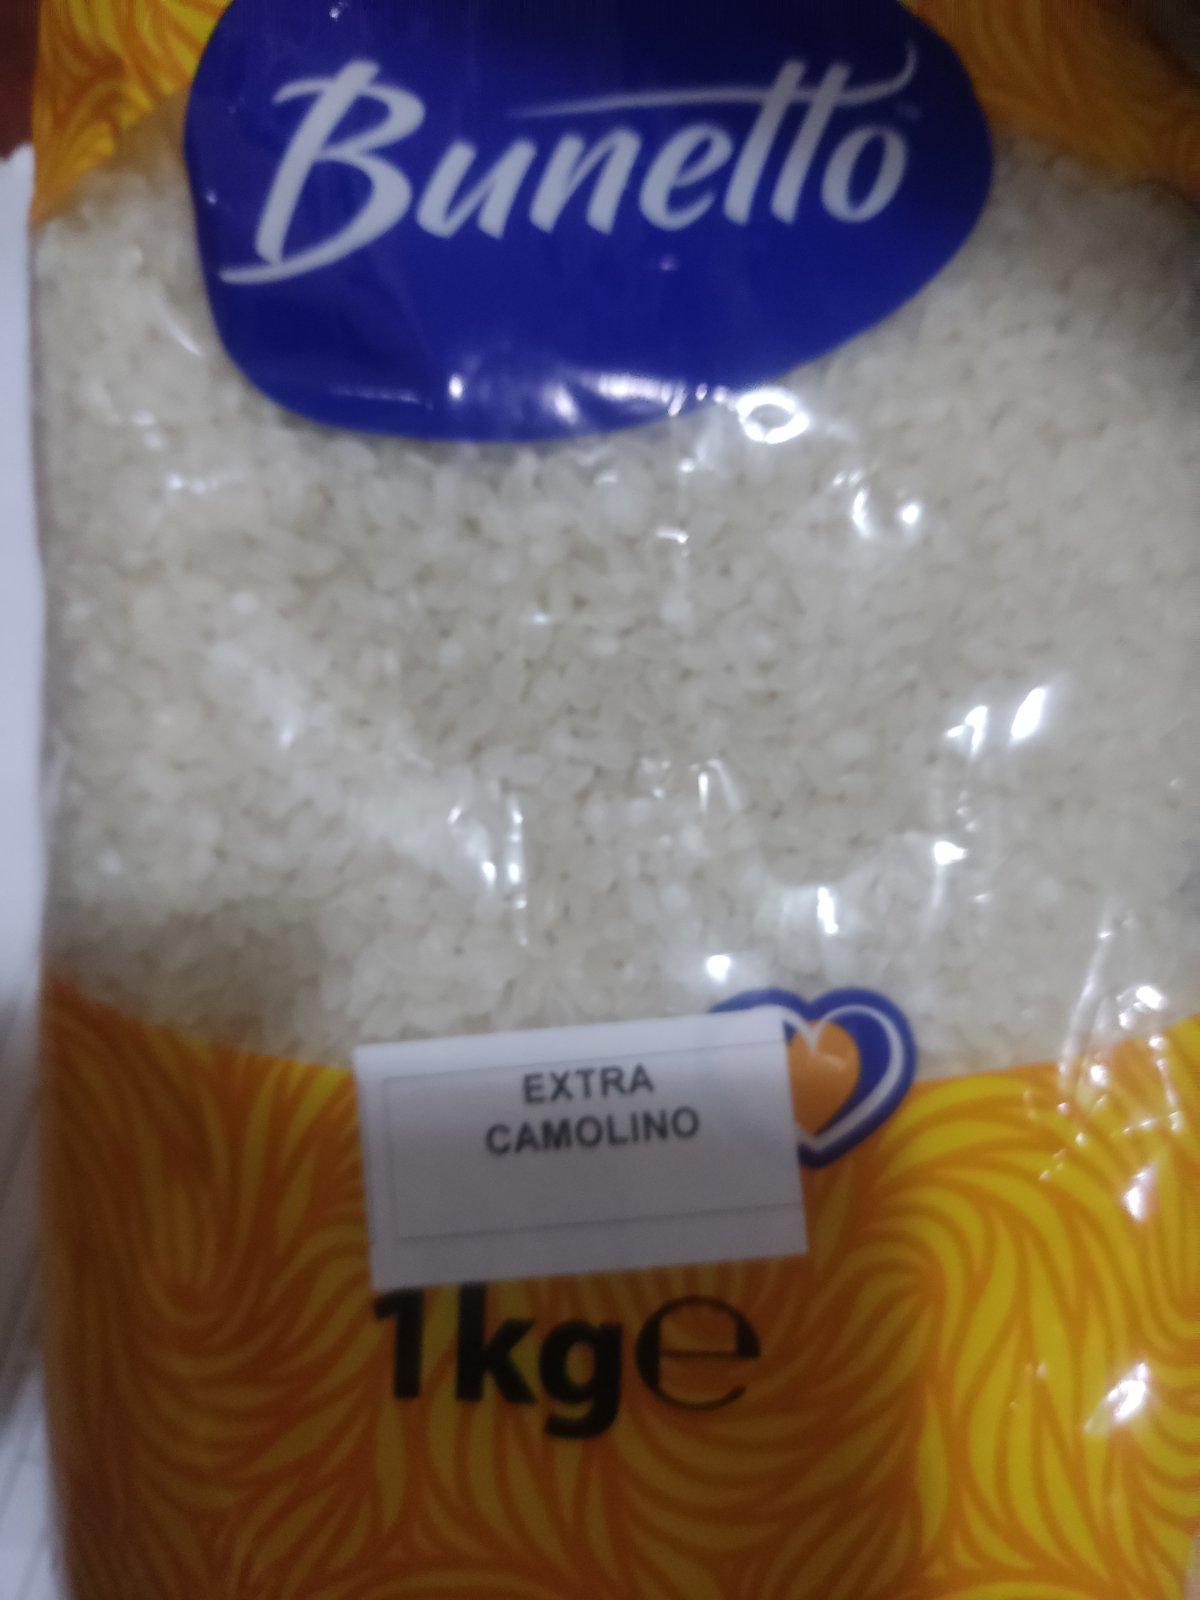 Bunetto
EXTRA
CAMOLINO
1kg℮